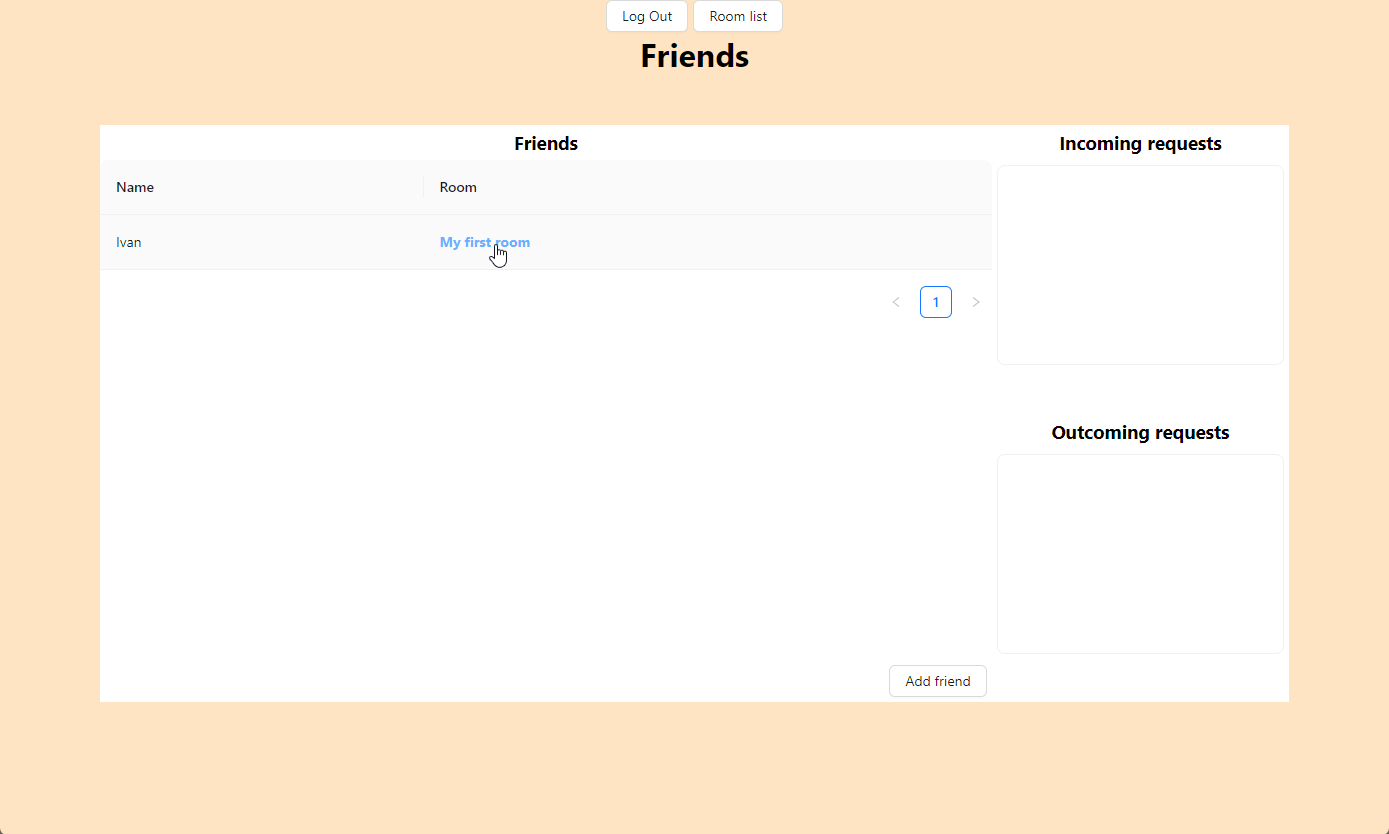 Log Out Room list
Friends
Friends
Name Room
Ivan My first room
1
Add friend
Incoming requests
Outcoming requests